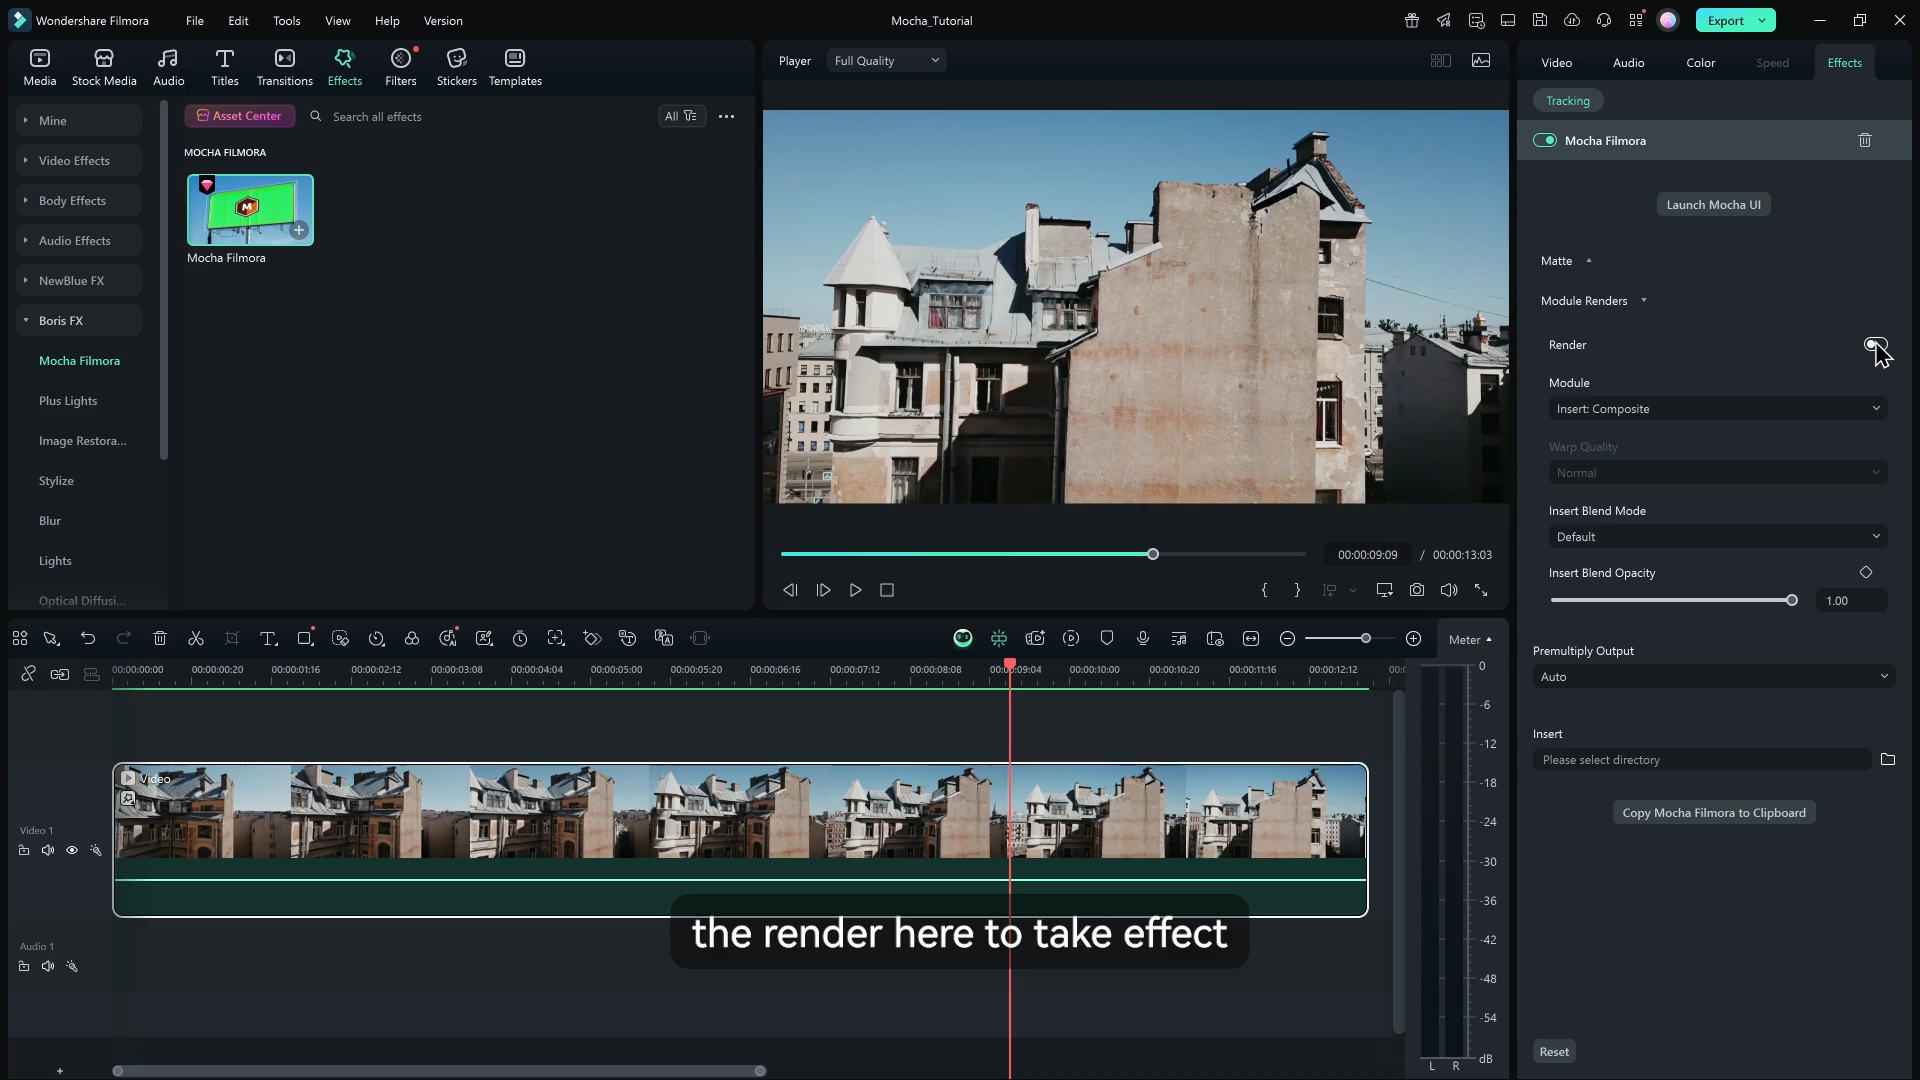 Wondershare Filmora
File Edit Tools View Help Version
Mocha_Tutorial
Export
Media Stock Media Audio Titles Transitions Effects Filters Stickers Templates
Player Full Quality
Video Audio Color Speed Effects
Tracking
Mine
Asset Center Search all effects All
Mocha Filmora
MOCHA FILMORA
Video Effects
Body Effects
M
Launch Mocha UI
Audio Effects
Mocha Filmora
Matte
NewBlue FX
Module Renders
Boris FX
Render
Mocha Filmora
Module
Plus Lights
Insert: Composite
Image Restora...
Warp Quality
Normal
Stylize
Insert Blend Mode
Blur
Default
Lights
00:00:09:09 / 00:00:13:03
Insert Blend Opacity
Optical Diffusi...
1.00
Meter
Premultiply Output
00:00:00:00 00:00:00:20 00:00:01:16 00:00:02:12 00:00:03:08 00:00:04:04 00:00:05:00 00:00:05:20 00:00:06:16 00:00:07:12 00:00:08:08 00:00:09:04 00:00:10:00 00:00:10:20 00:00:11:16 00:00:12:12
Auto
0
-6
-12
-18
-24
-30
-36
-42
-48
-54
dB
L R
Insert
Please select directory
Video
Copy Mocha Filmora to Clipboard
Video 1
the render here to take effect
Audio 1
Reset